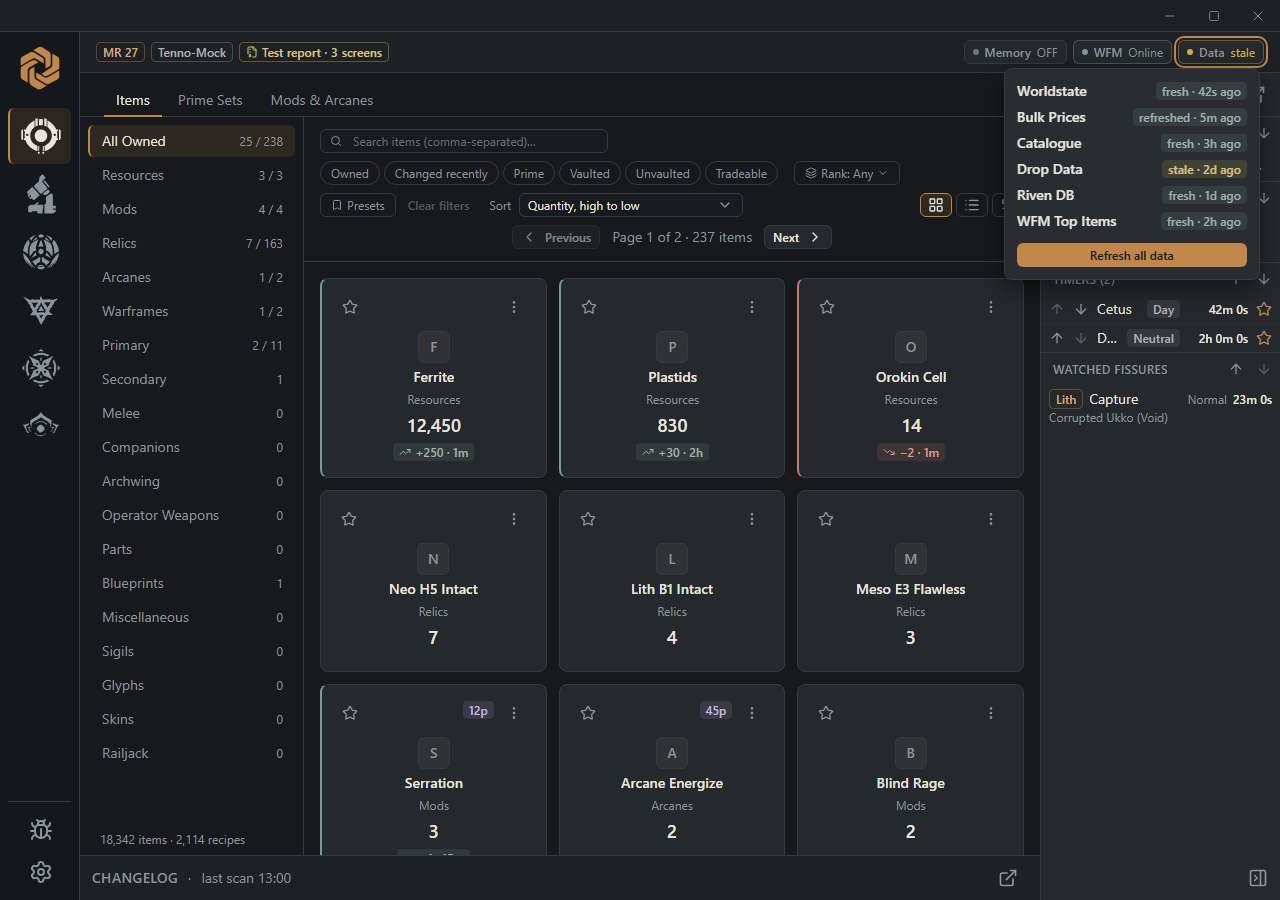 MR 27
Tenno-Mock
Test report · 3 screens
Memory OFF
WFM Online
Data stale
Items
Prime Sets
Mods & Arcanes
Worldstate fresh · 42s ago
Bulk Prices refreshed · 5m ago
Catalogue fresh · 3h ago
Drop Data stale · 2d ago
Riven DB fresh · 1d ago
WFM Top Items fresh · 2h ago
Refresh all data
All Owned 25 / 238
Resources 3 / 3
Mods 4 / 4
Relics 7 / 163
Arcanes 1 / 2
Warframes 1 / 2
Primary 2 / 11
Secondary 1
Melee 0
Companions 0
Archwing 0
Operator Weapons 0
Parts 0
Blueprints 1
Miscellaneous 0
Sigils 0
Glyphs 0
Skins 0
Railjack 0
18,342 items · 2,114 recipes
Search items (comma-separated)...
Owned
Changed recently
Prime
Vaulted
Unvaulted
Tradeable
Rank: Any
Presets
Clear filters
Sort
Quantity, high to low
Previous
Page 1 of 2 · 237 items
Next
F
Ferrite
Resources
12,450
+250 · 1m
P
Plastids
Resources
830
+30 · 2h
O
Orokin Cell
Resources
14
−2 · 1m
N
Neo H5 Intact
Relics
7
L
Lith B1 Intact
Relics
4
M
Meso E3 Flawless
Relics
3
12p
S
Serration
Mods
3
45p
A
Arcane Energize
Arcanes
2
B
Blind Rage
Mods
2
TIMERS (2)
Cetus Day 42m 0s
D... Neutral 2h 0m 0s
WATCHED FISSURES
Lith Capture Normal 23m 0s
Corrupted Ukko (Void)
CHANGELOG · last scan 13:00